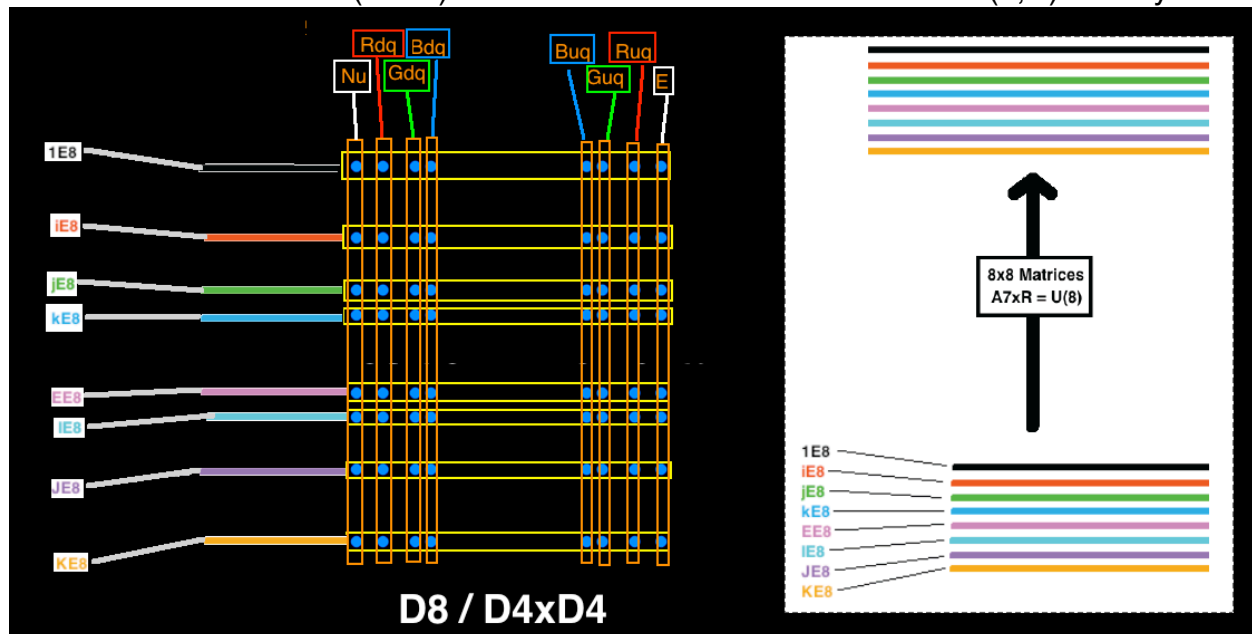 Rdq Bdq
Nu Gdq
Buq Ruq
Guq E
1E8
iE8
jE8
kE8
EE8
IE8
JE8
KE8
D8 / D4xD4
8x8 Matrices
A7xR = U(8)
1E8
iE8
jE8
kE8
EE8
IE8
JE8
KE8